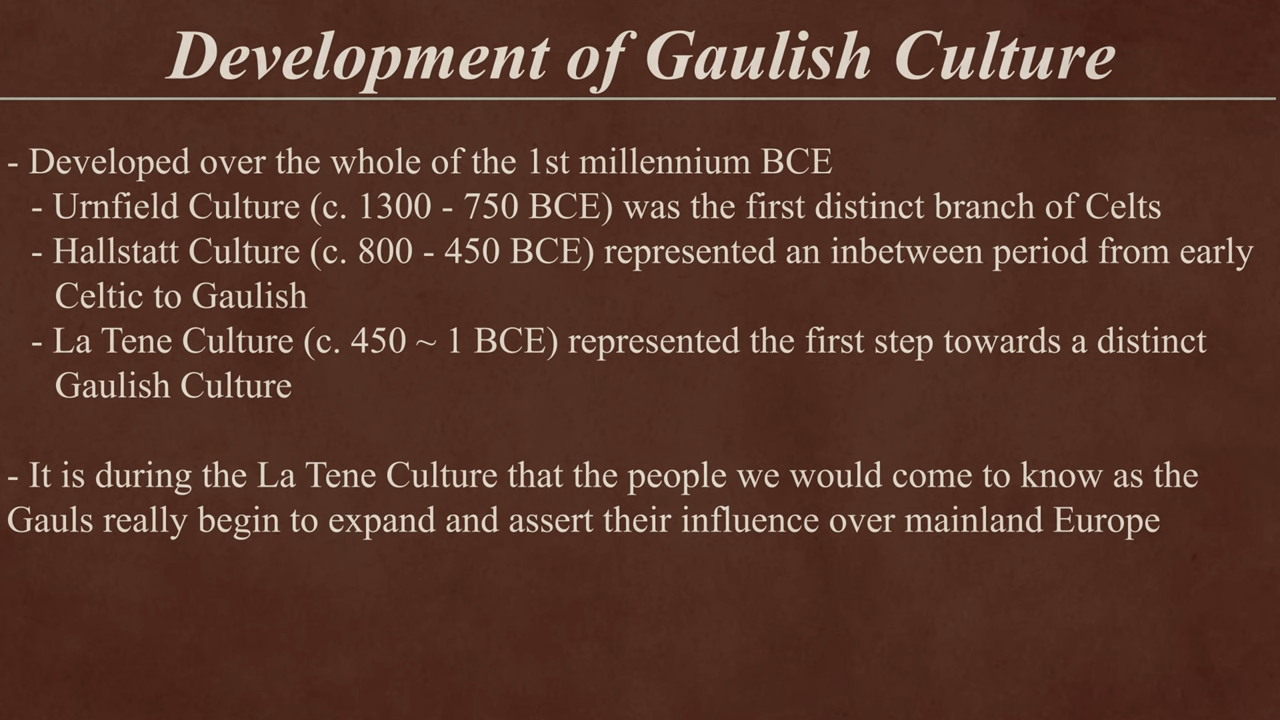 Development of Gaulish Culture
- Developed over the whole of the 1st millennium BCE
- Urnfield Culture (c. 1300 - 750 BCE) was the first distinct branch of Celts
- Hallstatt Culture (c. 800 - 450 BCE) represented an inbetween period from early
Celtic to Gaulish
- La Tene Culture (c. 450 ~ 1 BCE) represented the first step towards a distinct
Gaulish Culture
- It is during the La Tene Culture that the people we would come to know as the
Gauls really begin to expand and assert their influence over mainland Europe